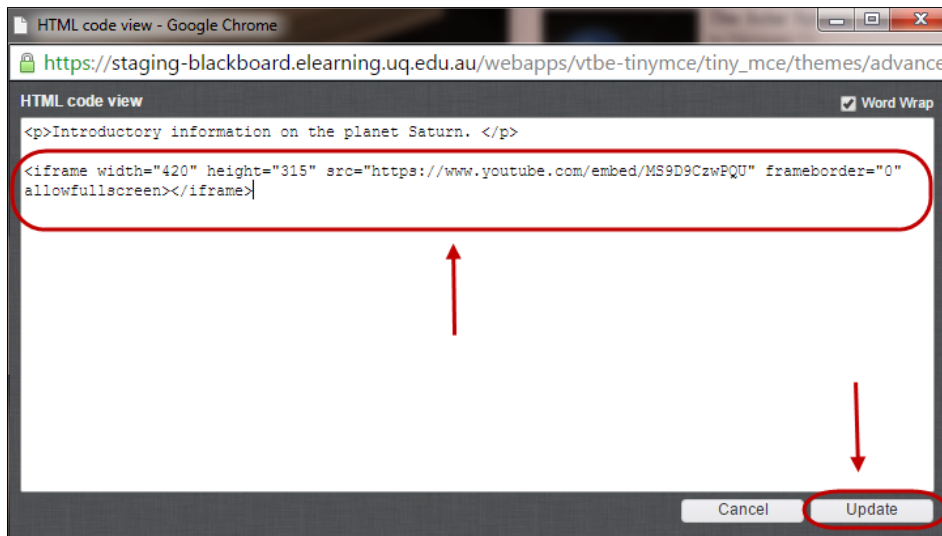 HTML code view - Google Chrome
https://staging-blackboard.elearning.uq.edu.au/webapps/vtbe-tinymce/tiny_mce/themes/advance
HTML code view
Word Wrap
<p>Introductory information on the planet Saturn. </p>
<iframe width="420" height="315" src="https://www.youtube.com/embed/MS9D9CzwPQU" frameborder="0"
allowfullscreen></iframe>
Cancel
Update